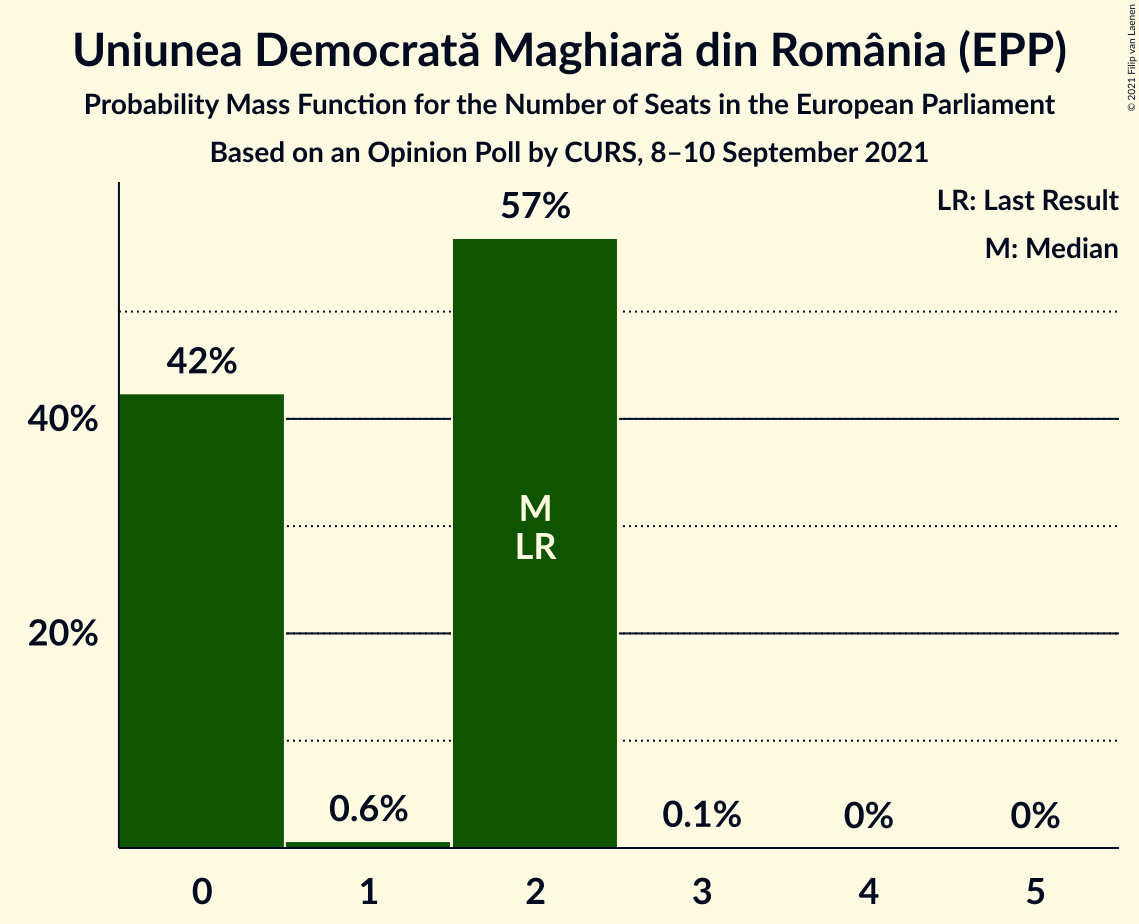 Uniunea Democrată Maghiară din România (EPP)
Probability Mass Function for the Number of Seats in the European Parliament
Based on an Opinion Poll by CURS, 8–10 September 2021
© 2021 Filip van Laenen
LR: Last Result
M: Median
57%
42%
40%
M
LR
20%
0.6%
0.1%
0%
0%
0
1
2
3
4
5